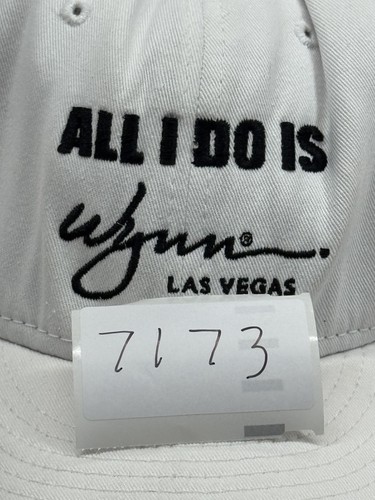 ALL I DO IS
Wynn®.
LAS VEGAS
7173